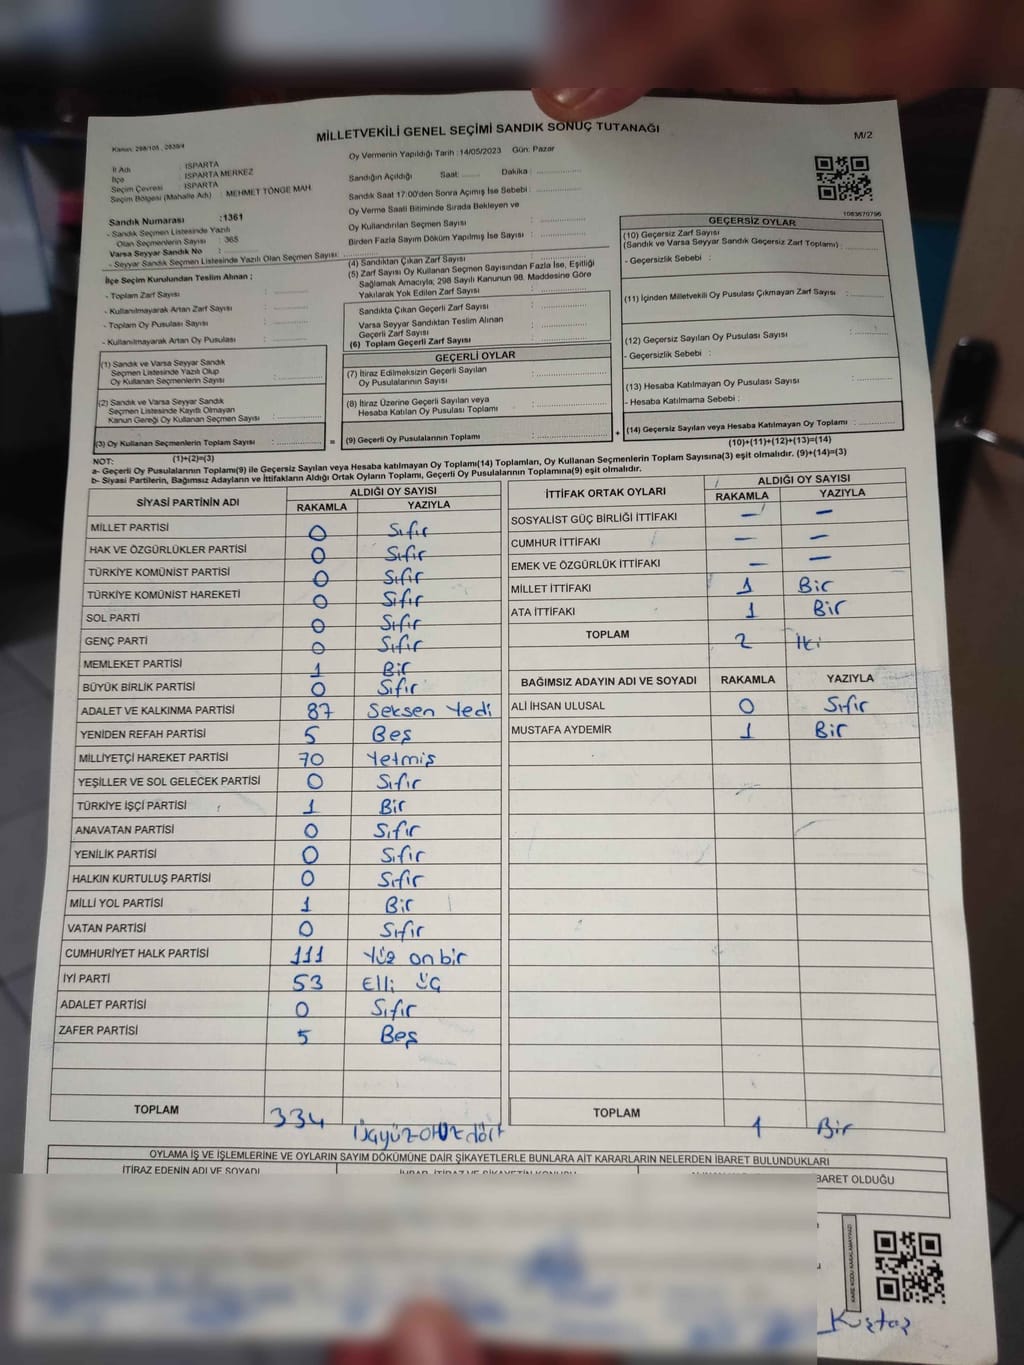 MİLLETVEKİLİ GENEL SEÇİMİ SANDIK SONUÇ TUTANAĞI
M/2
Kanun: 298/105 , 2839/4
Oy Vermenin Yapıldığı Tarih :14/05/2023 Gün: Pazar
İl Adı : ISPARTA
İlçe : ISPARTA MERKEZ
Seçim Çevresi : ISPARTA
Seçim Bölgesi (Mahalle Adı) : MEHMET TÖNGE MAH
Sandığın Açıldığı Saat: ........ Dakika : ................
Sandık Saat 17:00'den Sonra Açımış İse Sebebi : ................
Oy Verme Saati Bitiminde Sırada Bekleyen ve
Oy Kullandırılan Seçmen Sayısı : ................
Birden Fazla Sayım Döküm Yapılmış İse Sayısı : ................
Sandık Numarası :1361
- Sandık Seçmen Listesinde Yazılı
Olan Seçmenlerin Sayısı : 365
Varsa Seyyar Sandık No : ................
- Seyyar Sandık Seçmen Listesinde Yazılı Olan Seçmen Sayısı: ................
1083670796
İlçe Seçim Kurulundan Teslim Alınan ;
- Toplam Zarf Sayısı : ................
- Kullanılmayarak Artan Zarf Sayısı : ................
- Toplam Oy Pusulası Sayısı : ................
- Kullanılmayarak Artan Oy Pusulası : ................
(4) Sandıktan Çıkan Zarf Sayısı : ................
(5) Zarf Sayısı Oy Kullanan Seçmen Sayısından Fazla İse, Eşitliği
Sağlamak Amacıyla; 298 Sayılı Kanunun 98. Maddesine Göre
Yakılarak Yok Edilen Zarf Sayısı : ................
Sandıkta Çıkan Geçerli Zarf Sayısı : ................
Varsa Seyyar Sandıktan Teslim Alınan
Geçerli Zarf Sayısı : ................
(6) Toplam Geçerli Zarf Sayısı : ................
GEÇERSİZ OYLAR
(10) Geçersiz Zarf Sayısı
(Sandık ve Varsa Seyyar Sandık Geçersiz Zarf Toplamı) : ................
- Geçersizlik Sebebi :
(11) İçinden Milletvekili Oy Pusulası Çıkmayan Zarf Sayısı : ................
(12) Geçersiz Sayılan Oy Pusulası Sayısı : ................
- Geçersizlik Sebebi :
(13) Hesaba Katılmayan Oy Pusulası Sayısı : ................
- Hesaba Katılmama Sebebi :
(14) Geçersiz Sayılan veya Hesaba Katılmayan Oy Toplamı : ................
(10)+(11)+(12)+(13)=(14)
(1) Sandık ve Varsa Seyyar Sandık
Seçmen Listesinde Yazılı Olup
Oy Kullanan Seçmenlerin Sayısı : ................
(2) Sandık ve Varsa Seyyar Sandık
Seçmen Listesinde Kayıtlı Olmayan
Kanun Gereği Oy Kullanan Seçmen Sayısı : ................
(3) Oy Kullanan Seçmenlerin Toplam Sayısı : ................ =
(1)+(2)=(3)
GEÇERLİ OYLAR
(7) İtiraz Edilmeksizin Geçerli Sayılan
Oy Pusulalarının Sayısı : ................
(8) İtiraz Üzerine Geçerli Sayılan veya
Hesaba Katılan Oy Pusulası Toplamı : ................
(9) Geçerli Oy Pusulalarının Toplamı : ................ +
NOT:
a- Geçerli Oy Pusulalarının Toplamı(9) ile Geçersiz Sayılan veya Hesaba katılmayan Oy Toplamı(14) Toplamları, Oy Kullanan Seçmenlerin Toplam Sayısına(3) eşit olmalıdır. (9)+(14)=(3)
b- Siyasi Partilerin, Bağımsız Adayların ve İttifakların Aldığı Ortak Oyların Toplamı, Geçerli Oy Pusulalarının Toplamına(9) eşit olmalıdır.
SİYASİ PARTİNİN ADI ALDIĞI OY SAYISI
RAKAMLA YAZIYLA
MİLLET PARTİSİ 0 Sıfır
HAK VE ÖZGÜRLÜKLER PARTİSİ 0 Sıfır
TÜRKİYE KOMÜNİST PARTİSİ 0 Sıfır
TÜRKİYE KOMÜNİST HAREKETİ 0 Sıfır
SOL PARTİ 0 Sıfır
GENÇ PARTİ 0 Sıfır
MEMLEKET PARTİSİ 1 Bir
BÜYÜK BİRLİK PARTİSİ 0 Sıfır
ADALET VE KALKINMA PARTİSİ 87 Seksen Yedi
YENİDEN REFAH PARTİSİ 5 Beş
MİLLİYETÇİ HAREKET PARTİSİ 70 Yetmiş
YEŞİLLER VE SOL GELECEK PARTİSİ 0 Sıfır
TÜRKİYE İŞÇİ PARTİSİ 1 Bir
ANAVATAN PARTİSİ 0 Sıfır
YENİLİK PARTİSİ 0 Sıfır
HALKIN KURTULUŞ PARTİSİ 0 Sıfır
MİLLİ YOL PARTİSİ 1 Bir
VATAN PARTİSİ 0 Sıfır
CUMHURİYET HALK PARTİSİ 111 Yüz on bir
İYİ PARTİ 53 Elli üç
ADALET PARTİSİ 0 Sıfır
ZAFER PARTİSİ 5 Beş
TOPLAM 334 Üçyüz otuz dört
İTTİFAK ORTAK OYLARI ALDIĞI OY SAYISI
RAKAMLA YAZIYLA
SOSYALİST GÜÇ BİRLİĞİ İTTİFAKI — —
CUMHUR İTTİFAKI — —
EMEK VE ÖZGÜRLÜK İTTİFAKI — —
MİLLET İTTİFAKI 1 Bir
ATA İTTİFAKI 1 Bir
TOPLAM 2 İki
BAĞIMSIZ ADAYIN ADI VE SOYADI RAKAMLA YAZIYLA
ALİ İHSAN ULUSAL 0 Sıfır
MUSTAFA AYDEMİR 1 Bir
TOPLAM 1 Bir
OYLAMA İŞ VE İŞLEMLERİNE VE OYLARIN SAYIM DÖKÜMÜNE DAİR ŞİKAYETLERLE BUNLARA AİT KARARLARIN NELERDEN İBARET BULUNDUKLARI
İTİRAZ EDENİN ADI VE SOYADI
BARET OLDUĞU
KARE KODU KARALAMAYINIZ!